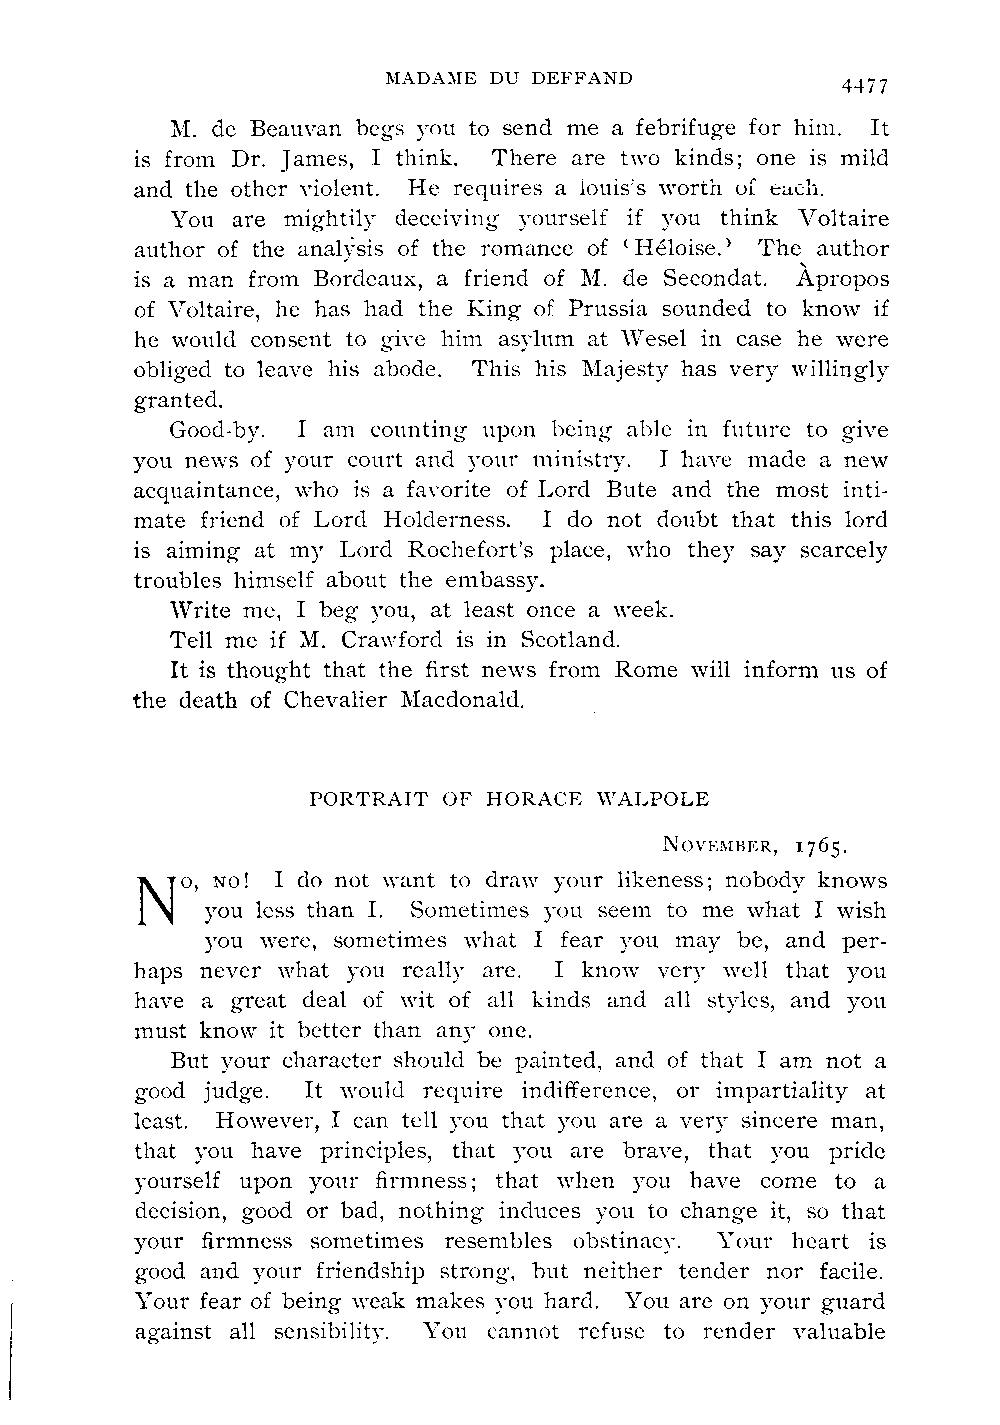 MADAME DU DEFFAND
4477
M. de Beauvan begs you to send me a febrifuge for him. It
is from Dr. James, I think. There are two kinds; one is mild
and the other violent. He requires a louis's worth of each.
You are mightily deceiving yourself if you think Voltaire
author of the analysis of the romance of ‘Héloise.’ The author
is a man from Bordeaux, a friend of M. de Secondat. Àpropos
of Voltaire, he has had the King of Prussia sounded to know if
he would consent to give him asylum at Wesel in case he were
obliged to leave his abode. This his Majesty has very willingly
granted.
Good-by. I am counting upon being able in future to give
you news of your court and your ministry. I have made a new
acquaintance, who is a favorite of Lord Bute and the most inti-
mate friend of Lord Holderness. I do not doubt that this lord
is aiming at my Lord Rochefort's place, who they say scarcely
troubles himself about the embassy.
Write me, I beg you, at least once a week.
Tell me if M. Crawford is in Scotland.
It is thought that the first news from Rome will inform us of
the death of Chevalier Macdonald.
PORTRAIT OF HORACE WALPOLE
NOVEMBER, 1765.
NO, NO! I do not want to draw your likeness; nobody knows
you less than I. Sometimes you seem to me what I wish
you were, sometimes what I fear you may be, and per-
haps never what you really are. I know very well that you
have a great deal of wit of all kinds and all styles, and you
must know it better than any one.
But your character should be painted, and of that I am not a
good judge. It would require indifference, or impartiality at
least. However, I can tell you that you are a very sincere man,
that you have principles, that you are brave, that you pride
yourself upon your firmness; that when you have come to a
decision, good or bad, nothing induces you to change it, so that
your firmness sometimes resembles obstinacy. Your heart is
good and your friendship strong, but neither tender nor facile.
Your fear of being weak makes you hard. You are on your guard
against all sensibility. You cannot refuse to render valuable